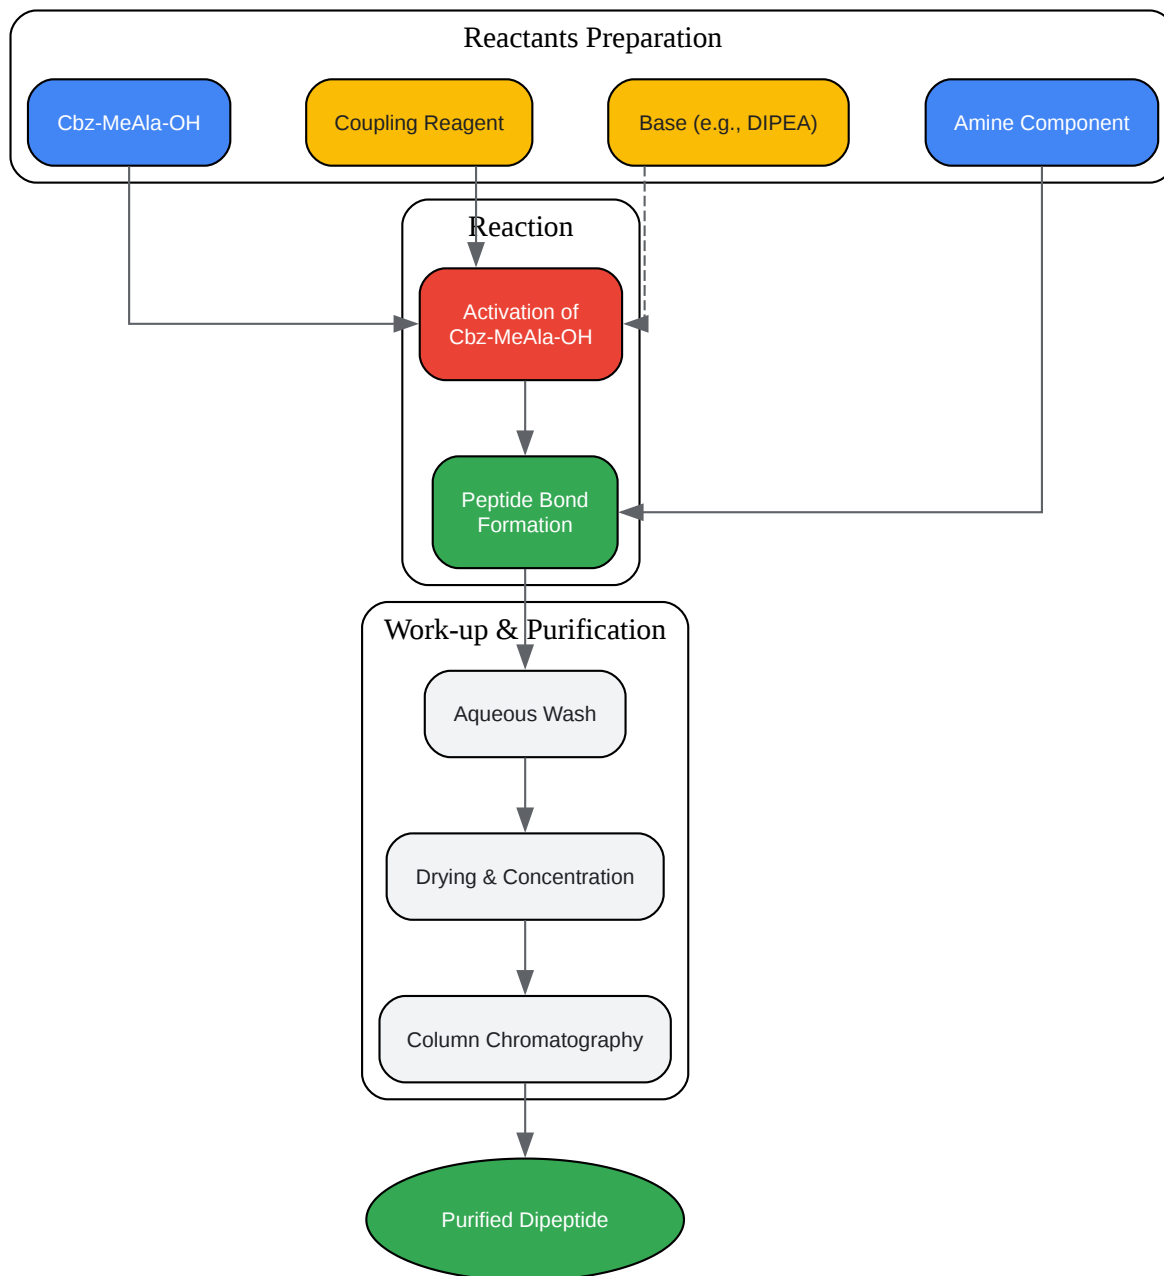 Reactants Preparation
Cbz-MeAla-OH
Coupling Reagent
Base (e.g., DIPEA)
Amine Component
Reaction
Activation of
Cbz-MeAla-OH
Peptide Bond
Formation
Work-up & Purification
Aqueous Wash
Drying & Concentration
Column Chromatography
Purified Dipeptide